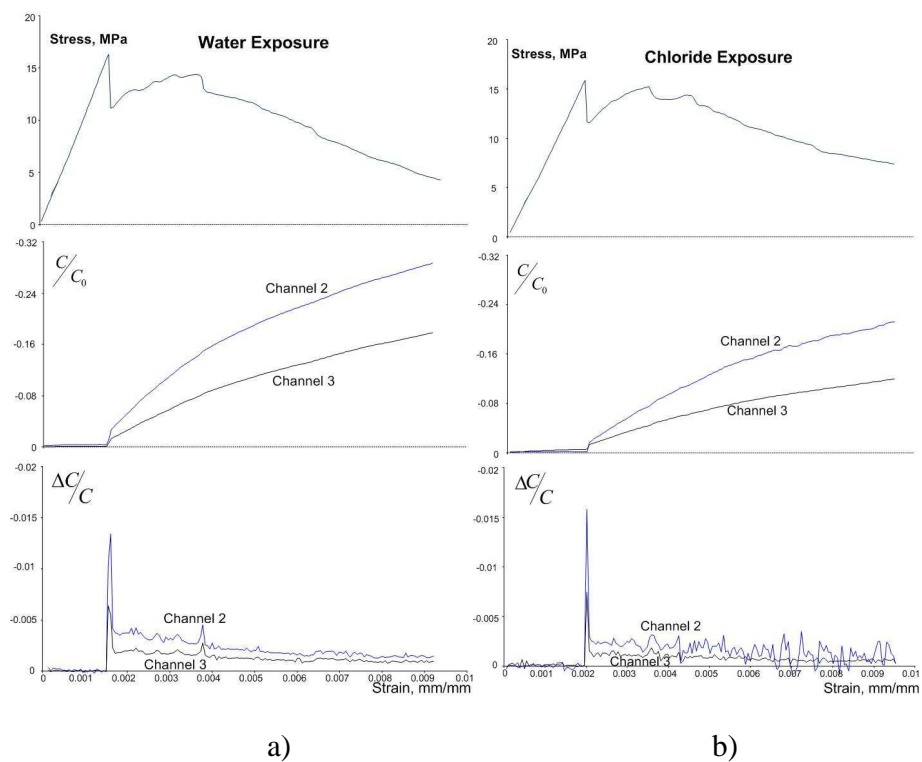 20
Stress, MPa
Water Exposure
15
10
5
0
-0.32
C/C₀
-0.24
Channel 2
-0.16
Channel 3
-0.08
0
-0.02
ΔC/C
-0.015
-0.01
-0.005
Channel 2
Channel 3
0
0 0.001 0.002 0.003 0.004 0.005 0.006 0.007 0.008 0.009 0.01
Strain, mm/mm
a)
20
Stress, MPa
Chloride Exposure
15
10
5
0
-0.32
C/C₀
-0.24
Channel 2
-0.16
Channel 3
-0.08
0
-0.02
ΔC/C
-0.015
-0.01
-0.005
Channel 2
Channel 3
0
0 0.001 0.002 0.003 0.004 0.005 0.006 0.007 0.008 0.009 0.01
Strain, mm/mm
b)